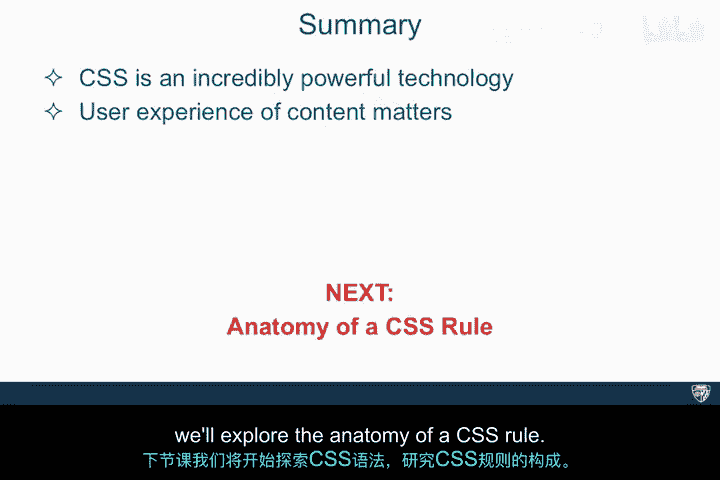 Summary
✧ CSS is an incredibly powerful technology
✧ User experience of content matters
NEXT:
Anatomy of a CSS Rule
we'll explore the anatomy of a CSS rule.
下节课我们将开始探索CSS语法，研究CSS规则的构成。